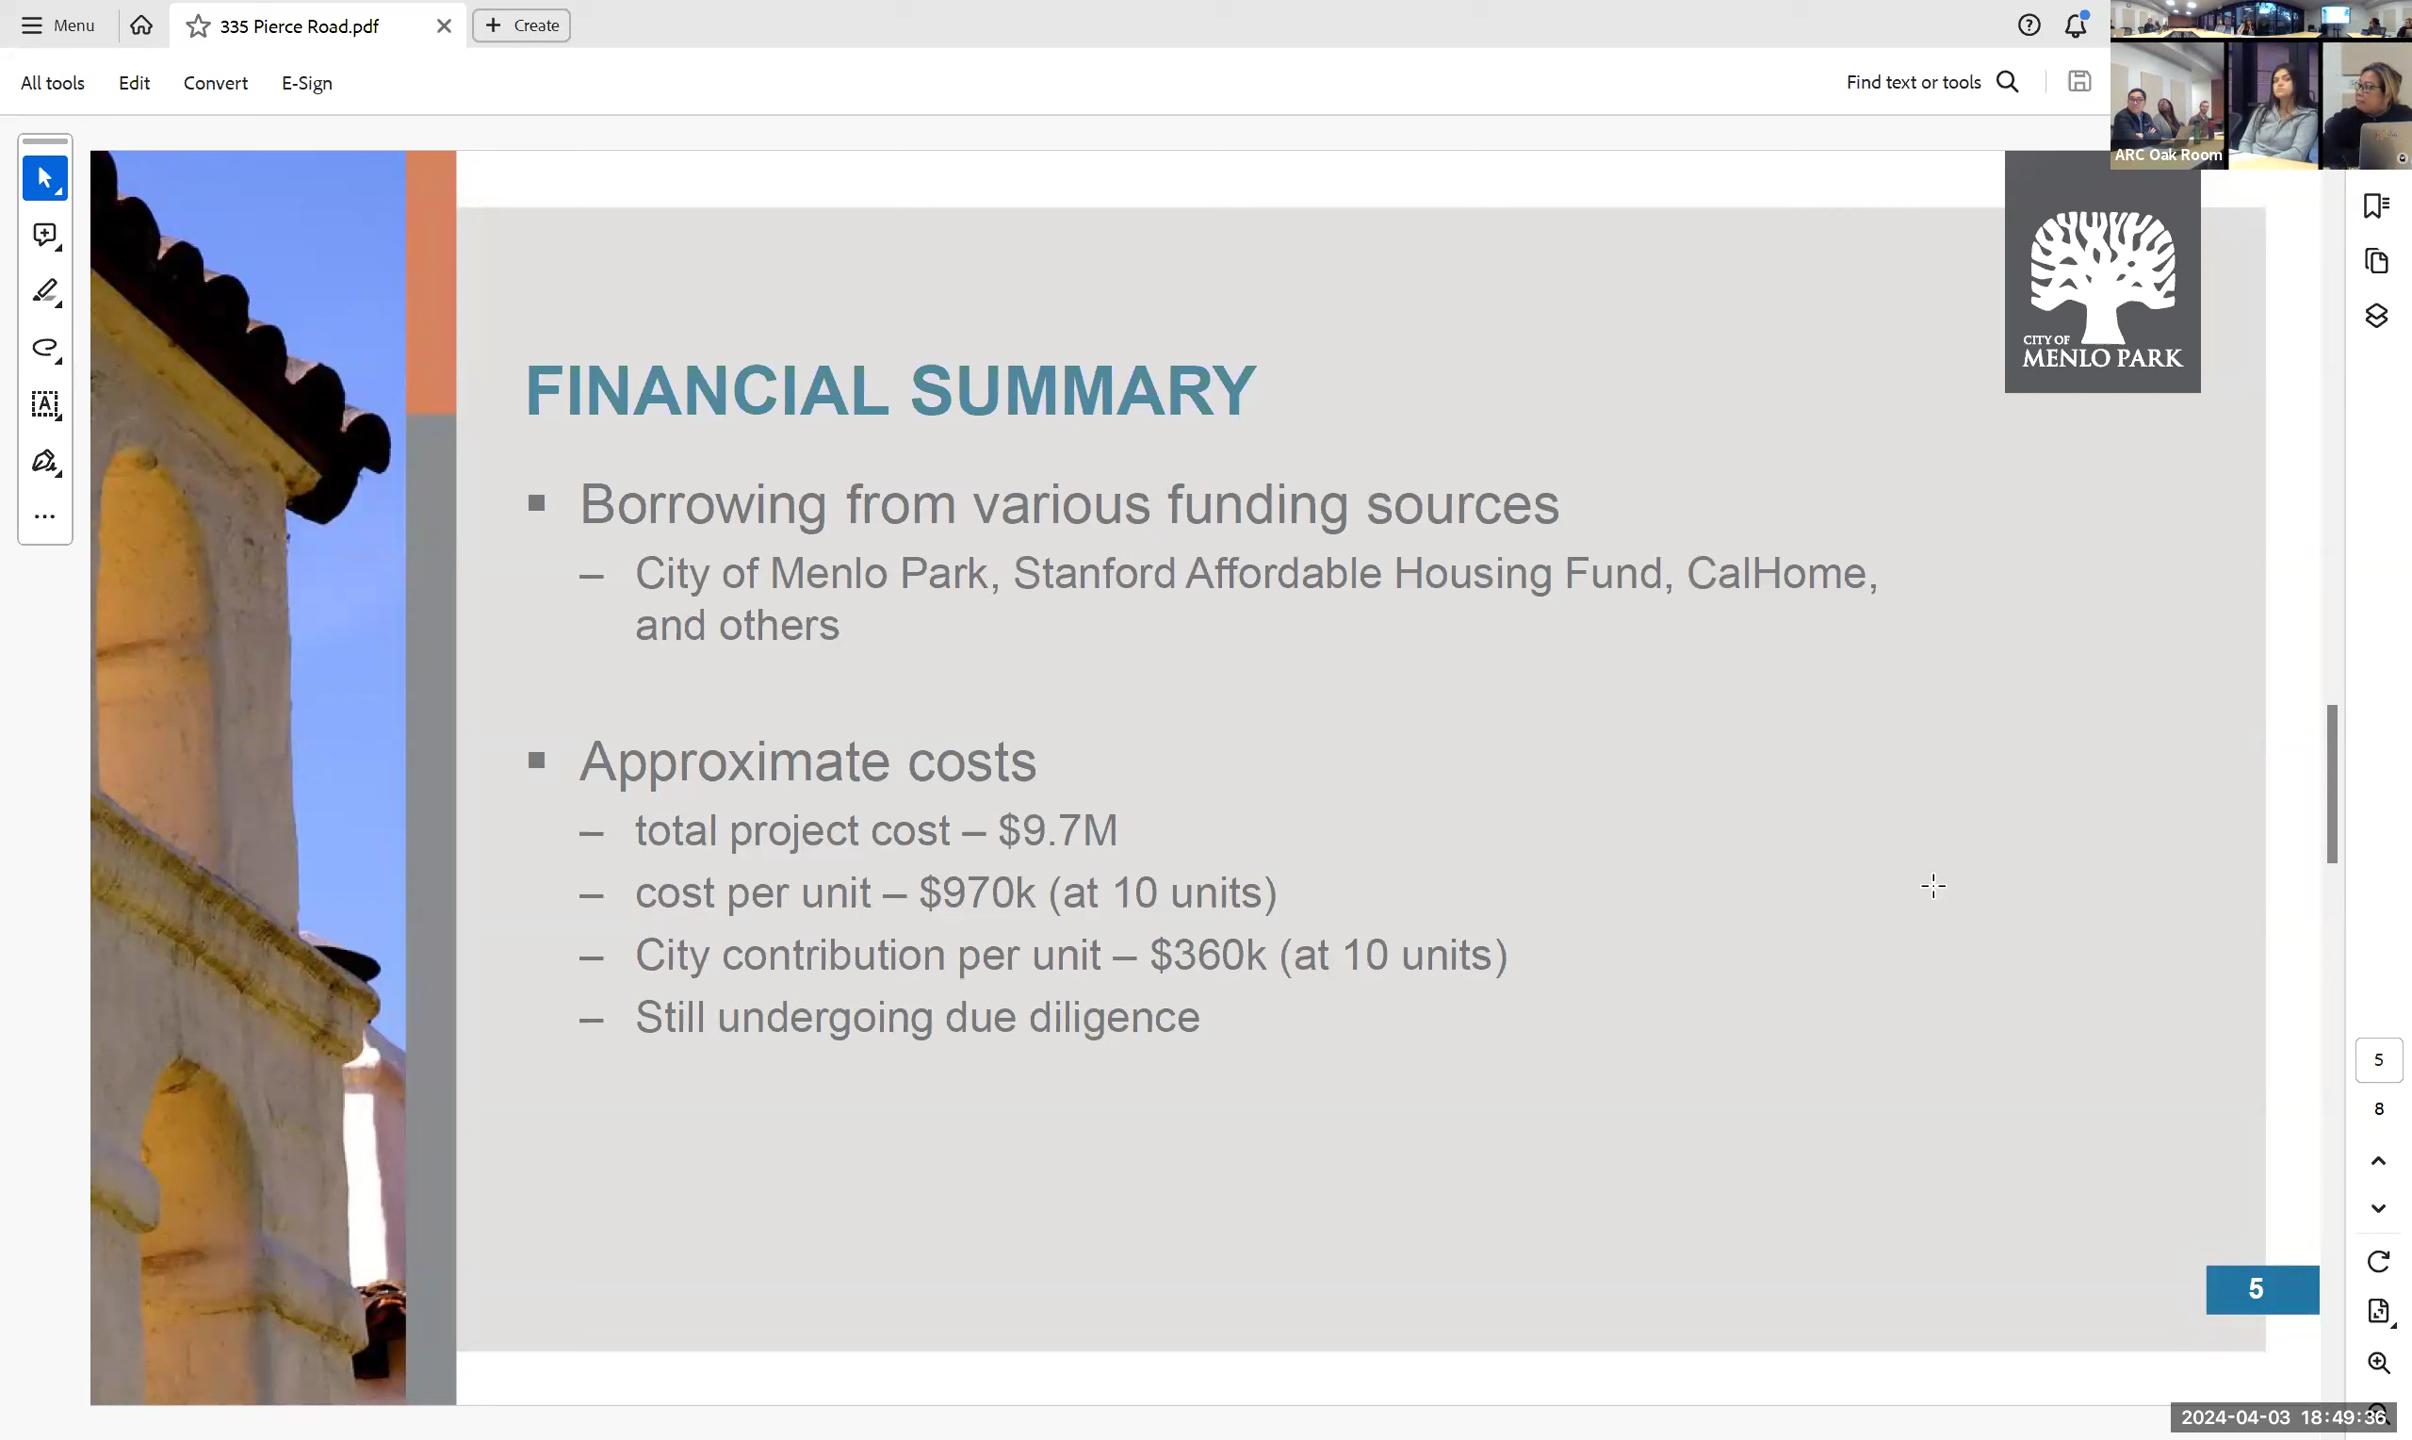 Menu
335 Pierce Road.pdf
Create
All tools
Edit
Convert
E-Sign
Find text or tools
ARC Oak Room
CITY OF
MENLO PARK
FINANCIAL SUMMARY
▪ Borrowing from various funding sources
– City of Menlo Park, Stanford Affordable Housing Fund, CalHome,
and others
▪ Approximate costs
– total project cost – $9.7M
– cost per unit – $970k (at 10 units)
– City contribution per unit – $360k (at 10 units)
– Still undergoing due diligence
5
5
8
2024-04-03 18:49:36